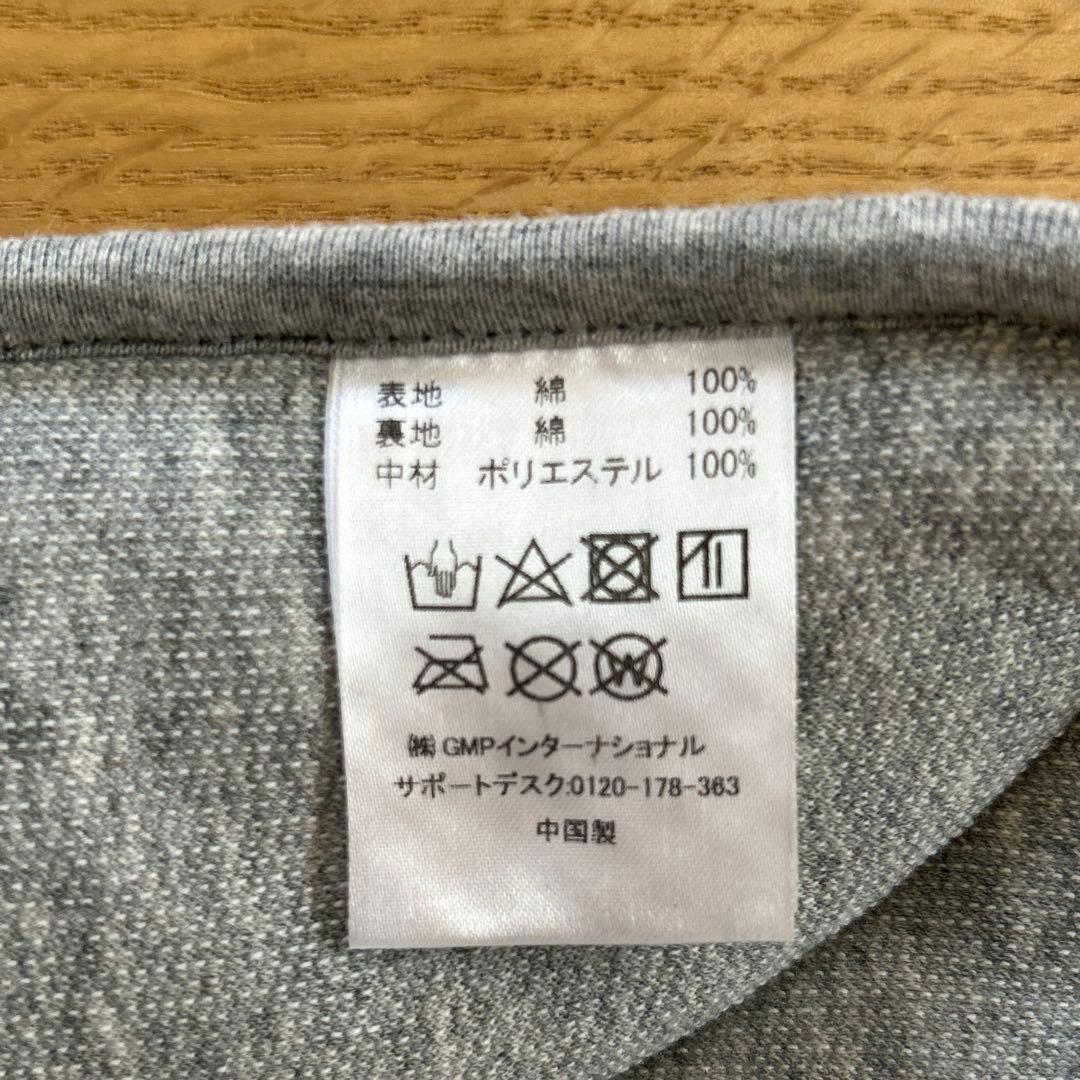 表地 綿 100%
裏地 綿 100%
中材 ポリエステル 100%
W
㈱GMPインターナショナル
サポートデスク:0120-178-363
中国製